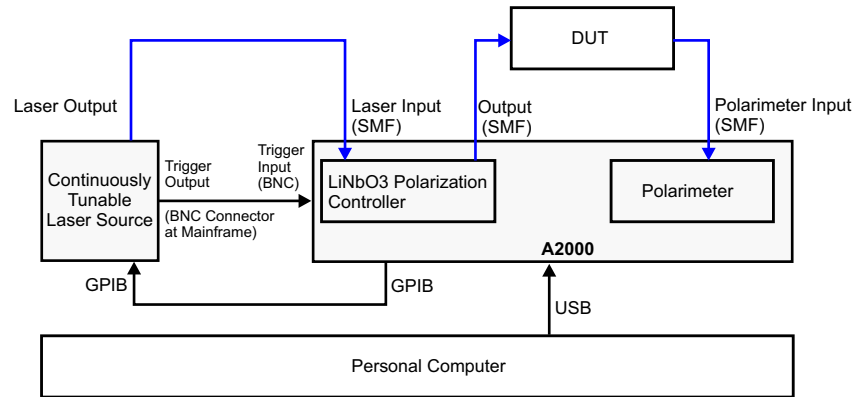 DUT
Laser Output
Laser Input
(SMF)
Output
(SMF)
Polarimeter Input
(SMF)
Continuously
Tunable
Laser Source
Trigger
Output
(BNC Connector
at Mainframe)
Trigger
Input
(BNC)
LiNbO3 Polarization
Controller
Polarimeter
A2000
GPIB
GPIB
USB
Personal Computer